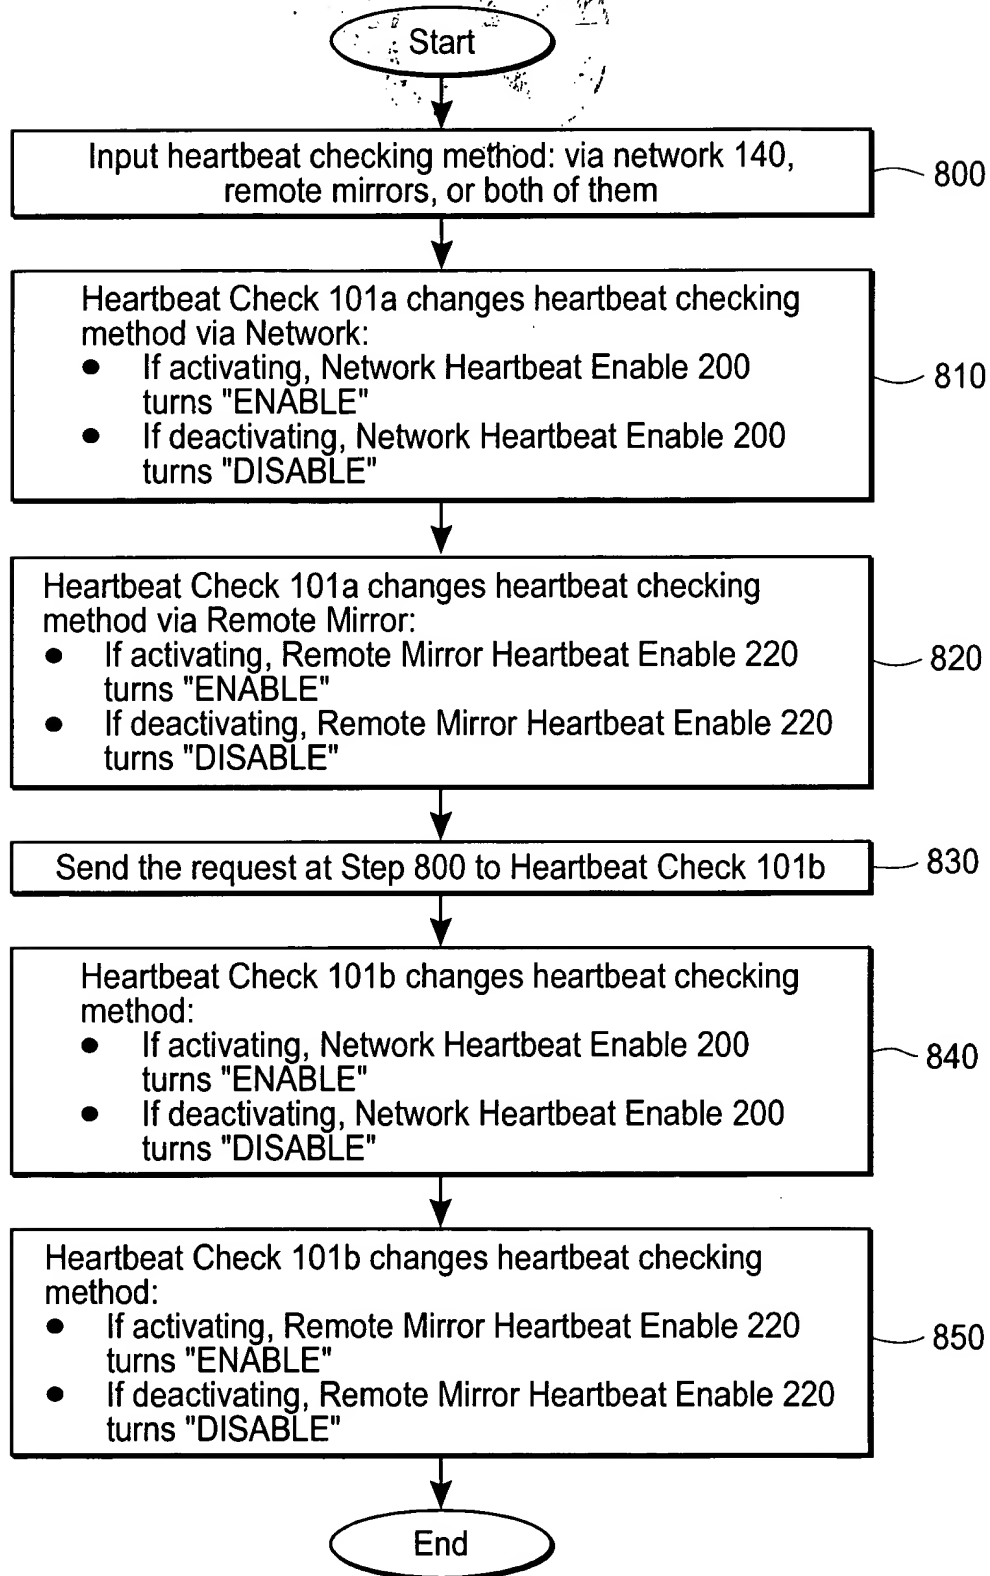 Start
Input heartbeat checking method: via network 140,
remote mirrors, or both of them
800
Heartbeat Check 101a changes heartbeat checking
method via Network:
● If activating, Network Heartbeat Enable 200
turns "ENABLE"
● If deactivating, Network Heartbeat Enable 200
turns "DISABLE"
810
Heartbeat Check 101a changes heartbeat checking
method via Remote Mirror:
● If activating, Remote Mirror Heartbeat Enable 220
turns "ENABLE"
● If deactivating, Remote Mirror Heartbeat Enable 220
turns "DISABLE"
820
Send the request at Step 800 to Heartbeat Check 101b
830
Heartbeat Check 101b changes heartbeat checking
method:
● If activating, Network Heartbeat Enable 200
turns "ENABLE"
● If deactivating, Network Heartbeat Enable 200
turns "DISABLE"
840
Heartbeat Check 101b changes heartbeat checking
method:
● If activating, Remote Mirror Heartbeat Enable 220
turns "ENABLE"
● If deactivating, Remote Mirror Heartbeat Enable 220
turns "DISABLE"
850
End